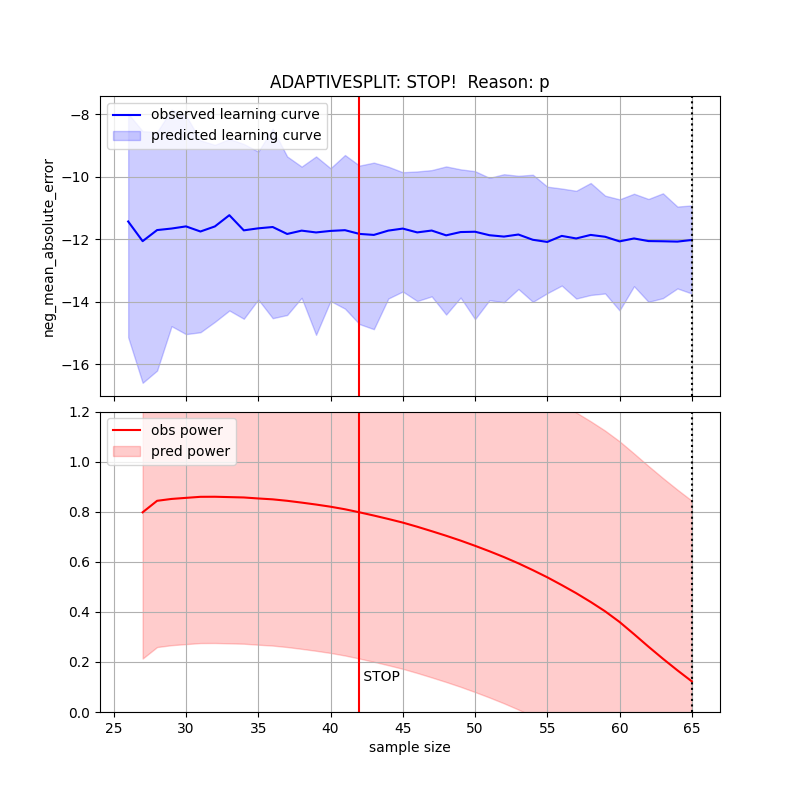 ADAPTIVESPLIT: STOP!  Reason: p
observed learning curve
predicted learning curve
neg_mean_absolute_error
−8
−10
−12
−14
−16
obs power
pred power
1.2
1.0
0.8
0.6
0.4
0.2
0.0
STOP
25 30 35 40 45 50 55 60 65
sample size